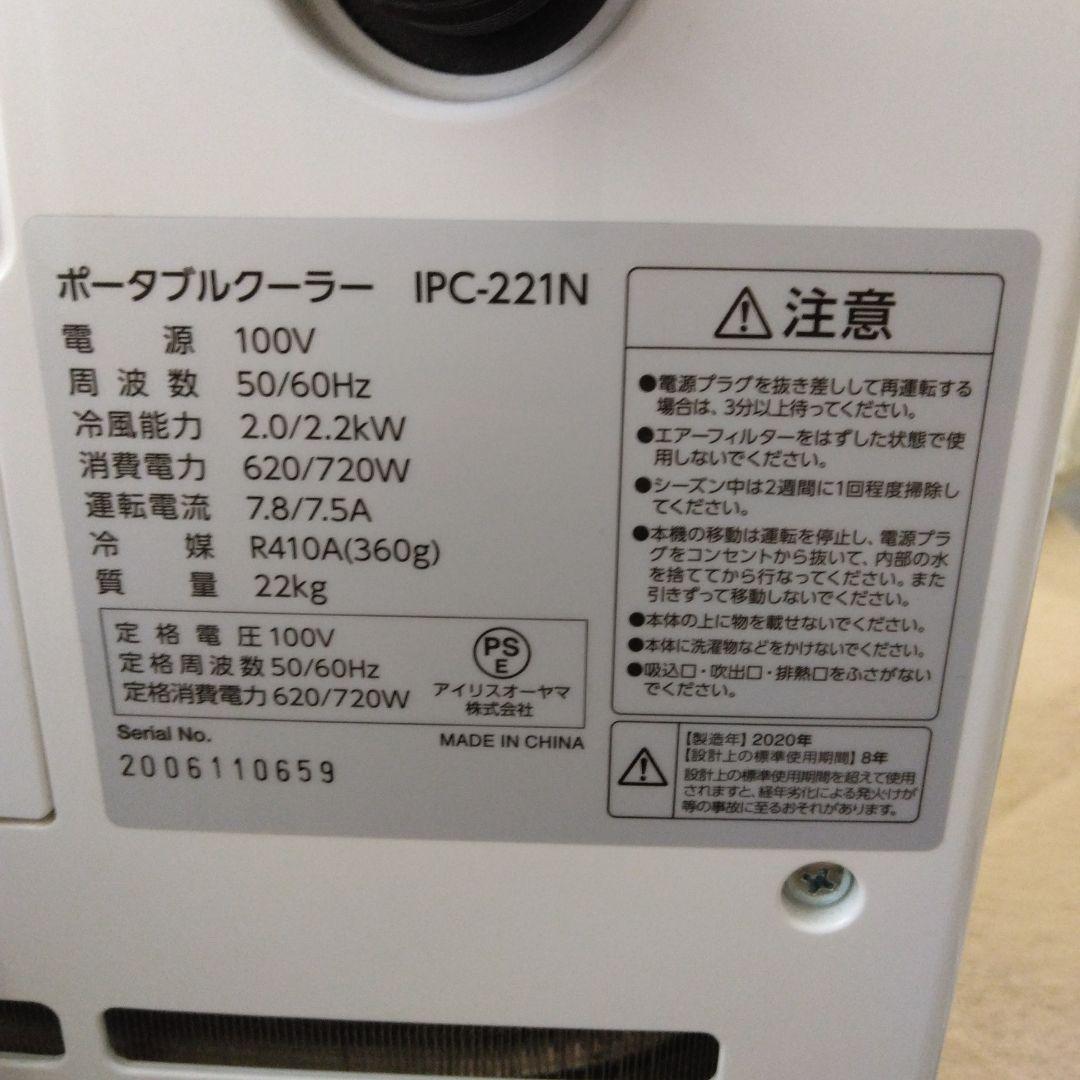 ポータブルクーラー IPC-221N
電源 100V
周波数 50/60Hz
冷風能力 2.0/2.2kW
消費電力 620/720W
運転電流 7.8/7.5A
冷媒 R410A(360g)
質量 22kg
定格電圧 100V
定格周波数 50/60Hz
定格消費電力 620/720W
PS
E
アイリスオーヤマ
株式会社
Serial No.
2006110659
MADE IN CHINA
注意
●電源プラグを抜き差しして再運転する
場合は、3分以上待ってください。
●エアーフィルターをはずした状態で使
用しないでください。
●シーズン中は2週間に1回程度掃除し
てください。
●本機の移動は運転を停止し、電源プラ
グをコンセントから抜いて、内部の水
を捨ててから行なってください。また
引きずって移動しないでください。
●本体の上に物を載せないでください。
●本体に洗濯物などをかけないでください。
●吸込口・吹出口・排熱口をふさがない
でください。
【製造年】2020年
【設計上の標準使用期間】8年
設計上の標準使用期間を超えて使用
されますと、経年劣化による発火けが
等の事故に至るおそれがあります。